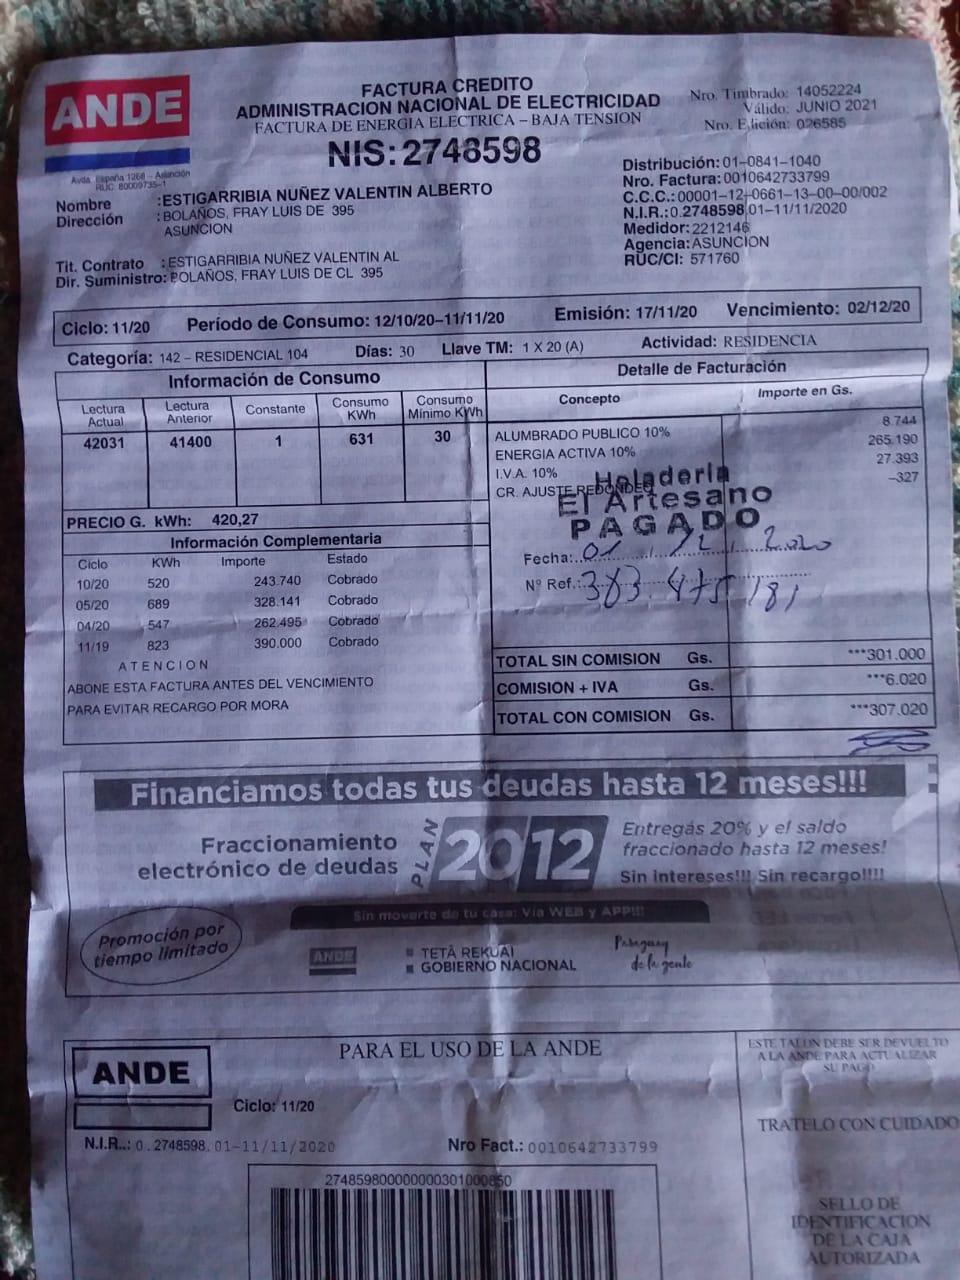 ANDE
Avda. España 1268 – Asunción
RUC 80009735–1
FACTURA CREDITO
ADMINISTRACION NACIONAL DE ELECTRICIDAD
FACTURA DE ENERGIA ELECTRICA – BAJA TENSION
NIS: 2748598
Nro. Timbrado: 14052224
Válido: JUNIO 2021
Nro. Edición: 026585
Nombre :ESTIGARRIBIA NUÑEZ VALENTIN ALBERTO
Dirección :BOLAÑOS, FRAY LUIS DE 395
ASUNCION
Tit. Contrato :ESTIGARRIBIA NUÑEZ VALENTIN AL
Dir. Suministro: BOLAÑOS, FRAY LUIS DE CL 395
Distribución: 01–0841–1040
Nro. Factura: 0010642733799
C.C.C.: 00001–12–0661–13–00–00/002
N.I.R.: 0.2748598.01–11/11/2020
Medidor: 2212146
Agencia: ASUNCION
RUC/CI: 571760
Ciclo: 11/20 Período de Consumo: 12/10/20–11/11/20 Emisión: 17/11/20 Vencimiento: 02/12/20
Categoría: 142 – RESIDENCIAL 104 Días: 30 Llave TM: 1 X 20 (A) Actividad: RESIDENCIA
Información de Consumo
Lectura Actual Lectura Anterior Constante Consumo KWh Consumo Mínimo KWh
42031 41400 1 631 30
PRECIO G. kWh: 420,27
Información Complementaria
Ciclo KWh Importe Estado
10/20 520 243.740 Cobrado
05/20 689 328.141 Cobrado
04/20 547 262.495 Cobrado
11/19 823 390.000 Cobrado
ATENCION
ABONE ESTA FACTURA ANTES DEL VENCIMIENTO
PARA EVITAR RECARGO POR MORA
Detalle de Facturación
Concepto Importe en Gs.
ALUMBRADO PUBLICO 10% 8.744
ENERGIA ACTIVA 10% 265.190
I.V.A. 10% 27.393
CR. AJUSTE REDONDEO –327
Heladeria
El Artesano
PAGADO
Fecha: 01 / 12 / 2020
Nº Ref.: 383.475.181
TOTAL SIN COMISION Gs. ***301.000
COMISION + IVA Gs. ***6.020
TOTAL CON COMISION Gs. ***307.020
Financiamos todas tus deudas hasta 12 meses!!!
Fraccionamiento
electrónico de deudas
PLAN
2012
Entregás 20% y el saldo
fraccionado hasta 12 meses!
Sin intereses!!! Sin recargo!!!!
Sin moverte de tu casa: Via WEB y APP!!!
Promoción por
tiempo limitado
ANDE
TETÃ REKUÁI
GOBIERNO NACIONAL
Paraguay
de la gente
ANDE
PARA EL USO DE LA ANDE
Ciclo: 11/20
N.I.R..: 0.2748598.01–11/11/2020 Nro Fact.: 0010642733799
ESTE TALON DEBE SER DEVUELTO
A LA ANDE PARA ACTUALIZAR
SU PAGO
TRATELO CON CUIDADO
SELLO DE
IDENTIFICACION
DE LA CAJA
AUTORIZADA